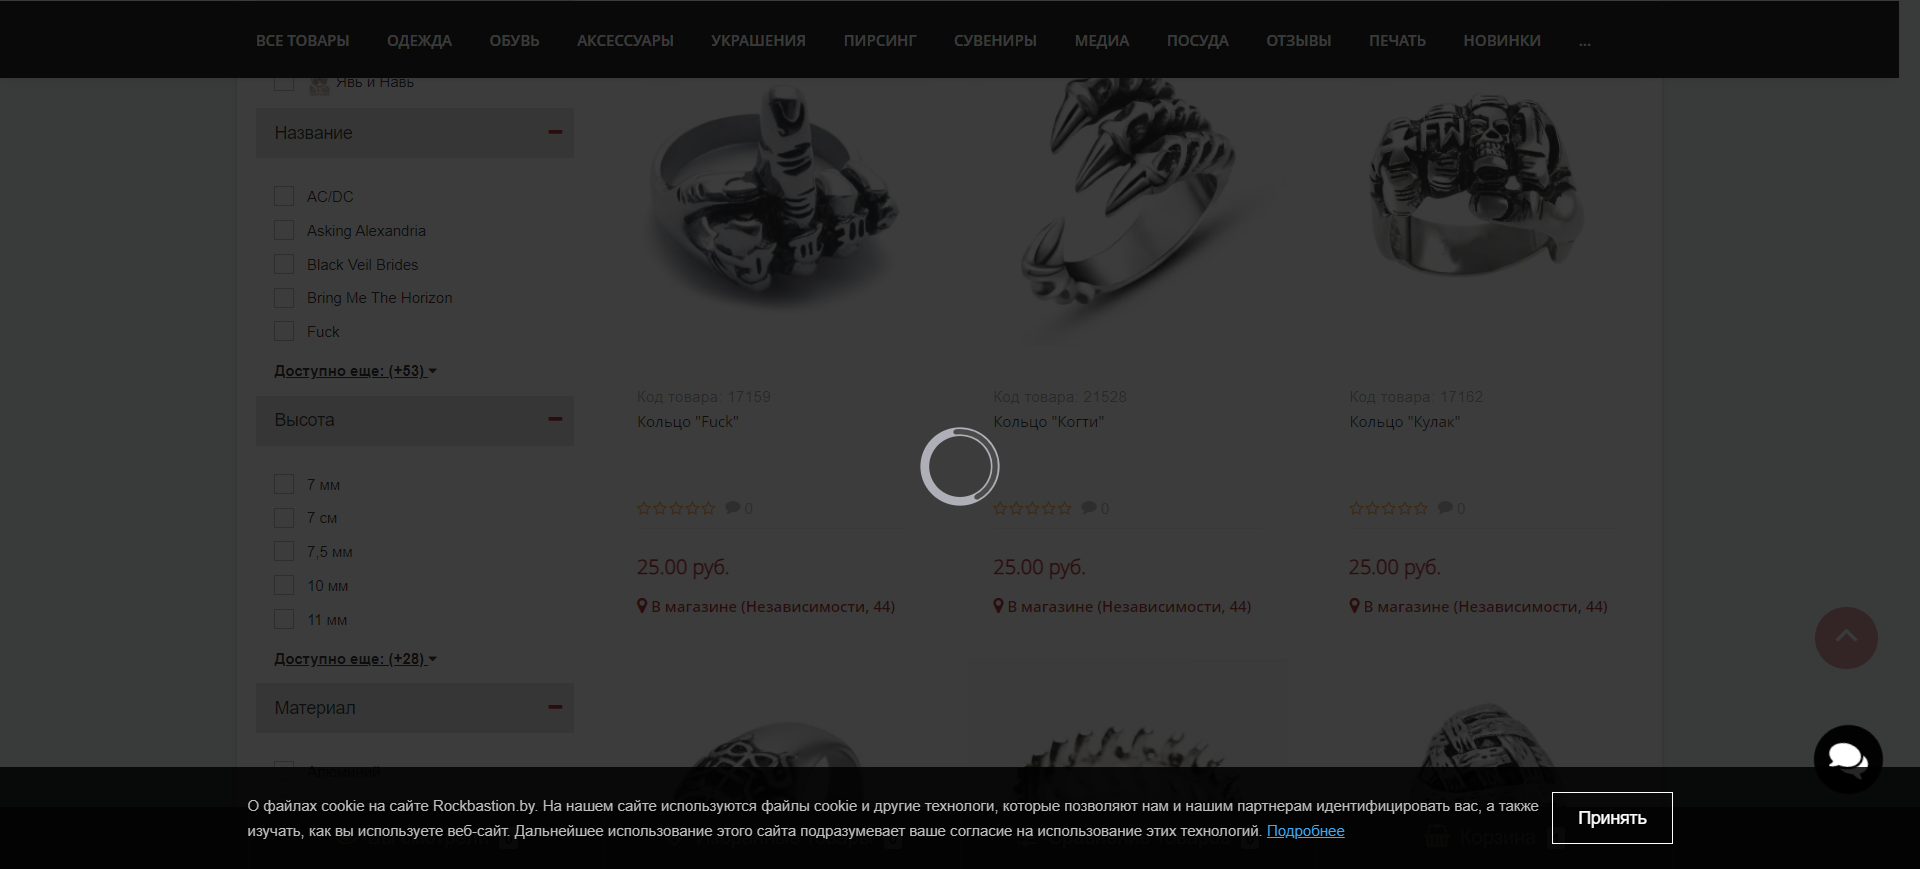 ВСЕ ТОВАРЫ ОДЕЖДА ОБУВЬ АКСЕССУАРЫ УКРАШЕНИЯ ПИРСИНГ СУВЕНИРЫ МЕДИА ПОСУДА ОТЗЫВЫ ПЕЧАТЬ НОВИНКИ ...
Явь и Навь
Название
AC/DC
Asking Alexandria
Black Veil Brides
Bring Me The Horizon
Fuck
Доступно еще: (+53)
Высота
7 мм
7 см
7,5 мм
10 мм
11 мм
Доступно еще: (+28)
Материал
Алюминий
Код товара: 17159
Кольцо "Fuck"
0
25.00 руб.
В магазине (Независимости, 44)
Код товара: 21528
Кольцо "Когти"
0
25.00 руб.
В магазине (Независимости, 44)
FW
Код товара: 17162
Кольцо "Кулак"
0
25.00 руб.
В магазине (Независимости, 44)
О файлах cookie на сайте Rockbastion.by. На нашем сайте используются файлы cookie и другие технологи, которые позволяют нам и нашим партнерам идентифицировать вас, а также
изучать, как вы используете веб-сайт. Дальнейшее использование этого сайта подразумевает ваше согласие на использование этих технологий. Подробнее
Принять
Корзина